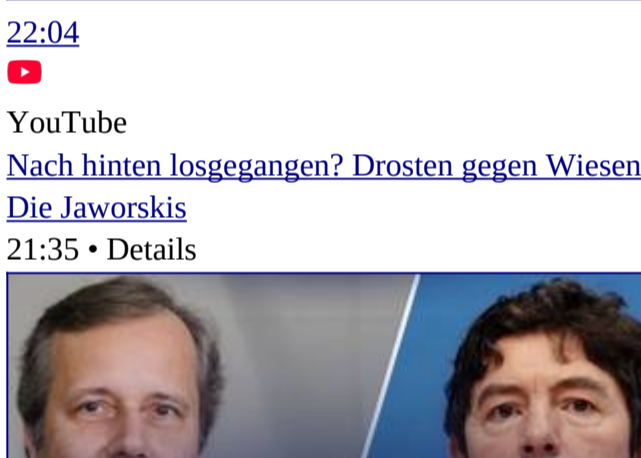 22:04
YouTube
Nach hinten losgegangen? Drosten gegen Wiesen
Die Jaworskis
21:35 • Details